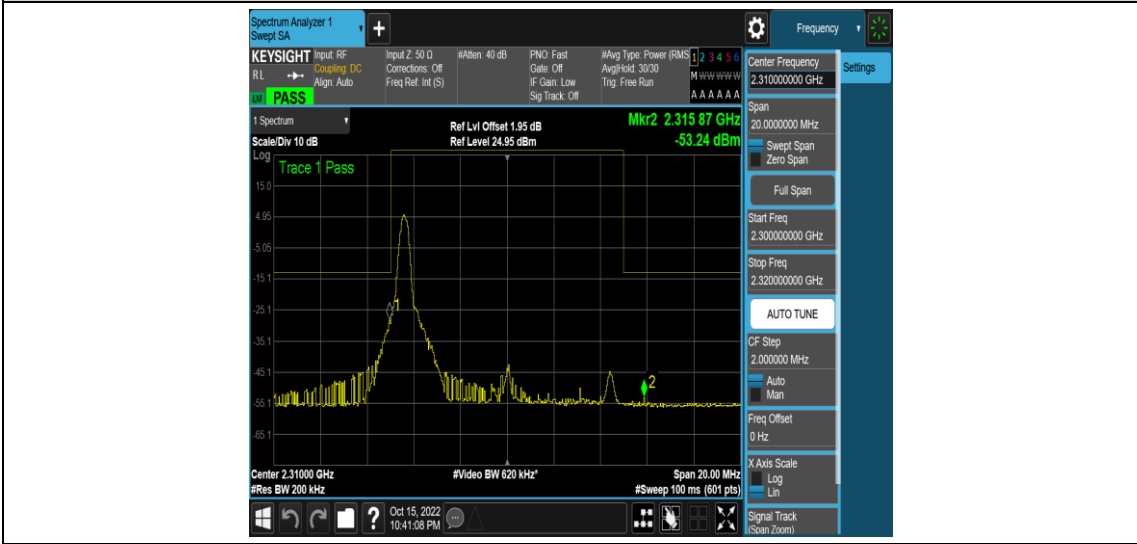 Spectrum Analyzer 1
Swept SA
+
Frequency
KEYSIGHT
RL
PASS
Input: RF
Coupling: DC
Align: Auto
Input Z: 50 Ω
Corrections: Off
Freq Ref: Int (S)
#Atten: 40 dB
PNO: Fast
Gate: Off
IF Gain: Low
Sig Track: Off
#Avg Type: Power (RMS
Avg|Hold: 30/30
Trig: Free Run
1 2 3 4 5 6
M W W W W W
A A A A A A
1 Spectrum
Scale/Div 10 dB
Ref Lvl Offset 1.95 dB
Ref Level 24.95 dBm
Mkr2 2.315 87 GHz
-53.24 dBm
Log
Trace 1 Pass
15.0
4.95
-5.05
-15.1
-25.1
-35.1
-45.1
-55.1
-65.1
1
2
Center 2.31000 GHz
#Res BW 200 kHz
#Video BW 620 kHz*
Span 20.00 MHz
#Sweep 100 ms (601 pts)
?
Oct 15, 2022
10:41:08 PM
Center Frequency
2.310000000 GHz
Settings
Span
20.0000000 MHz
Swept Span
Zero Span
Full Span
Start Freq
2.300000000 GHz
Stop Freq
2.320000000 GHz
AUTO TUNE
CF Step
2.000000 MHz
Auto
Man
Freq Offset
0 Hz
X Axis Scale
Log
Lin
Signal Track
(Span Zoom)